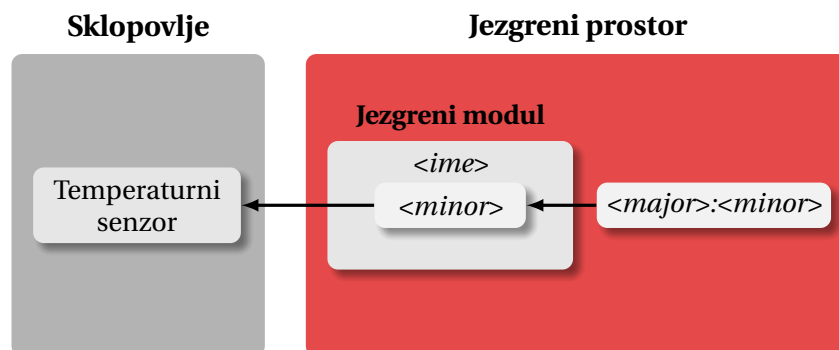 Sklopovlje
Jezgreni prostor
Jezgreni modul
<ime>
Temperaturni
senzor
<minor>
<major>:<minor>